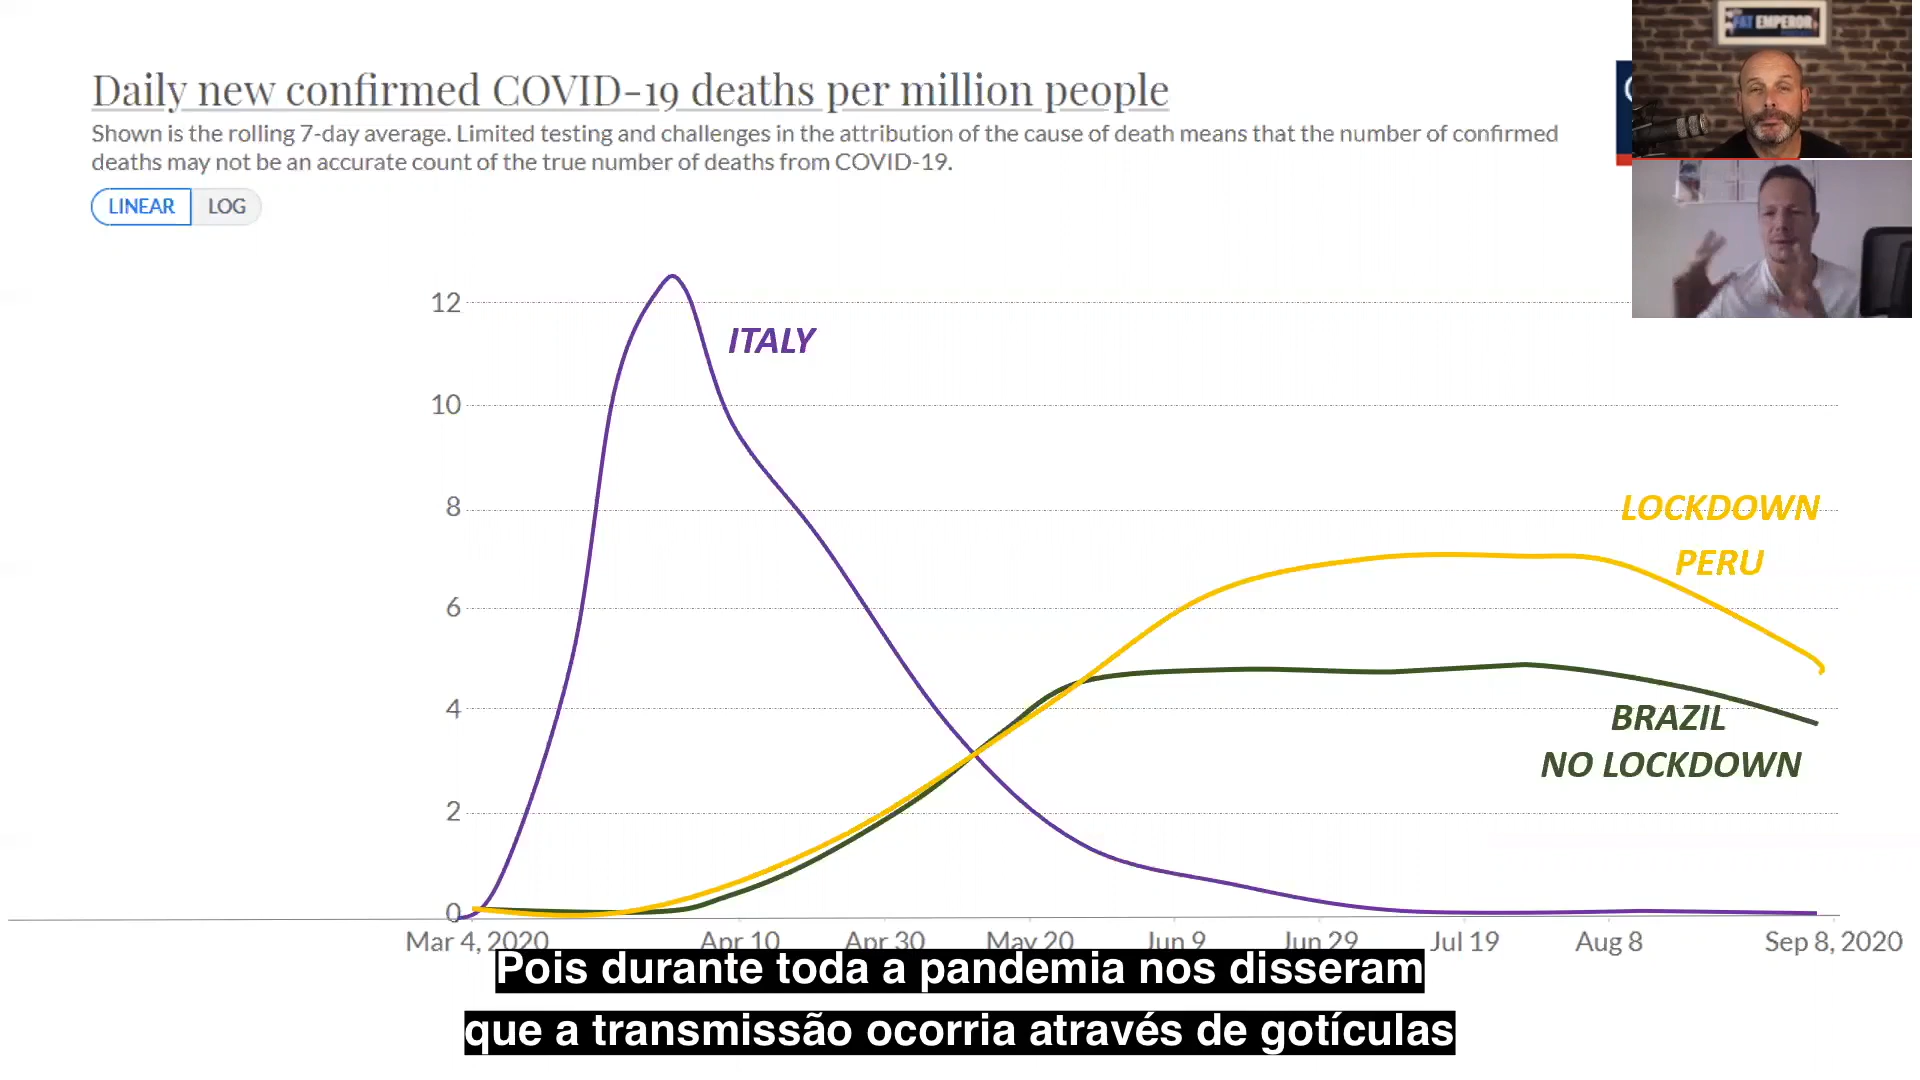 FAT EMPEROR
Daily new confirmed COVID-19 deaths per million people
Shown is the rolling 7-day average. Limited testing and challenges in the attribution of the cause of death means that the number of confirmed
deaths may not be an accurate count of the true number of deaths from COVID-19.
LINEAR LOG
12
ITALY
10
8
LOCKDOWN
PERU
6
4
BRAZIL
NO LOCKDOWN
2
0
Mar 4, 2020 Apr 10 Apr 30 May 20 Jun 9 Jun 29 Jul 19 Aug 8 Sep 8, 2020
Pois durante toda a pandemia nos disseram
que a transmissão ocorria através de gotículas